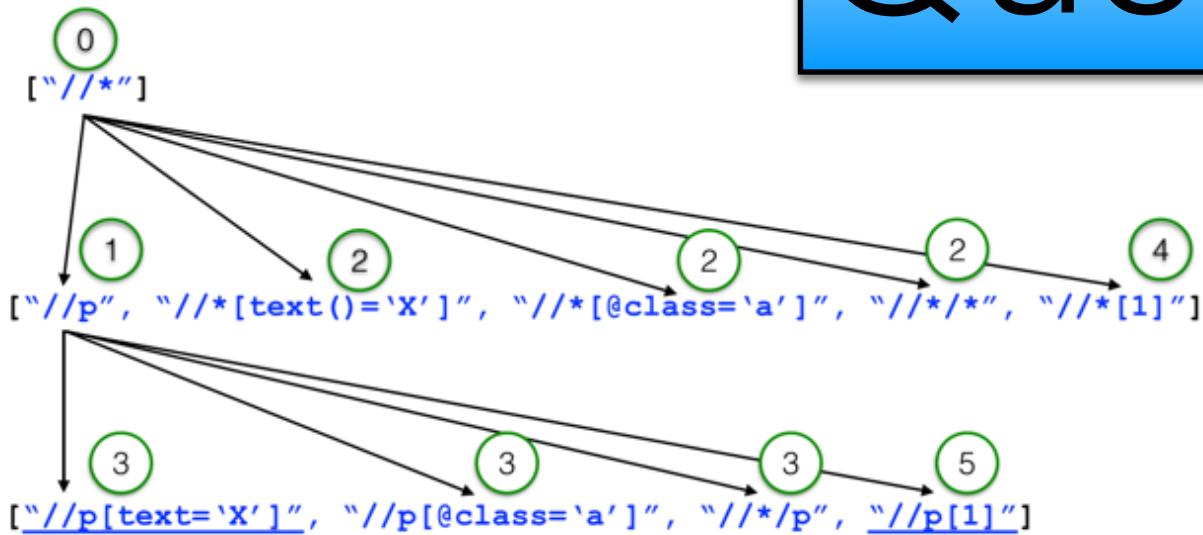 0
[“//*”]
1 2 2 2 4
[“//p”, “//*[text()=‘X’]”, “//*[@class=‘a’]”, “//*/*”, “//*[1]”]
3 3 3 5
[“//p[text=‘X’]”, “//p[@class=‘a’]”, “//*/p”, “//p[1]”]